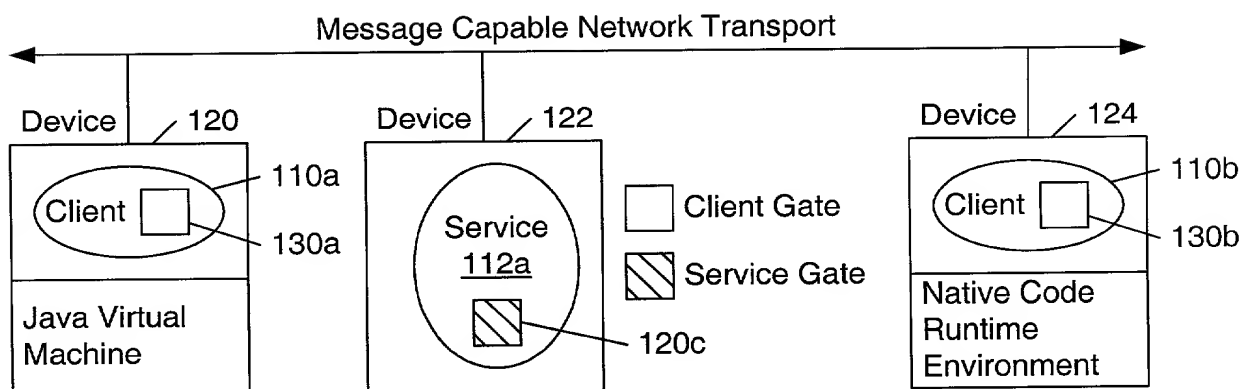 Message Capable Network Transport
Device
120
Device
122
Device
124
Client
110a
130a
Service
112a
120c
Client Gate
Service Gate
Client
110b
130b
Java Virtual
Machine
Native Code
Runtime
Environment